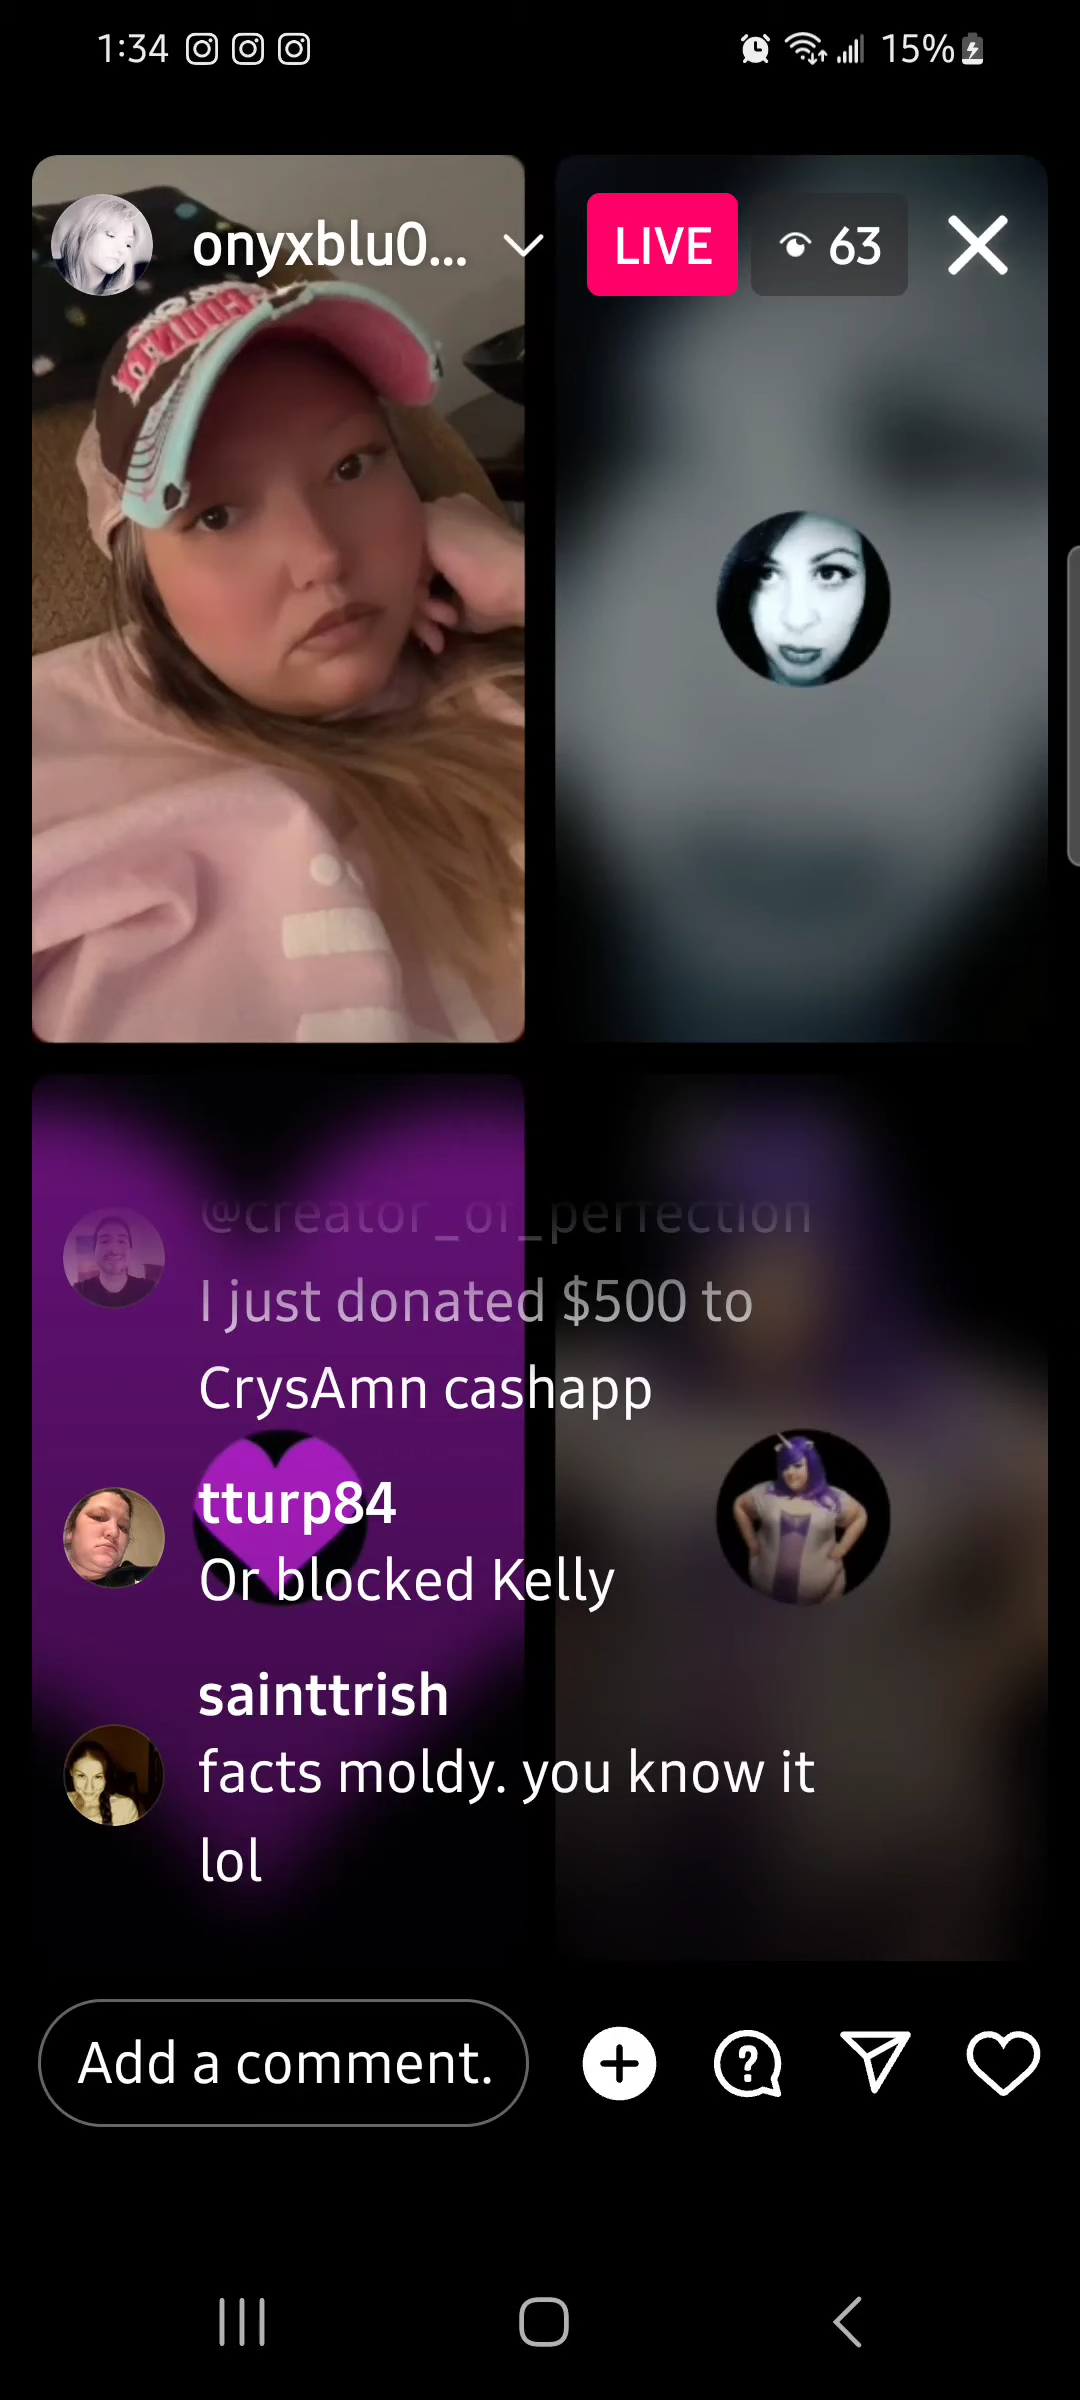 1:34
15%
onyxblu0...
LIVE
63
COUNTY
@creator_of_perfection
I just donated $500 to
CrysAmn cashapp
tturp84
Or blocked Kelly
sainttrish
facts moldy. you know it
lol
Add a comment.